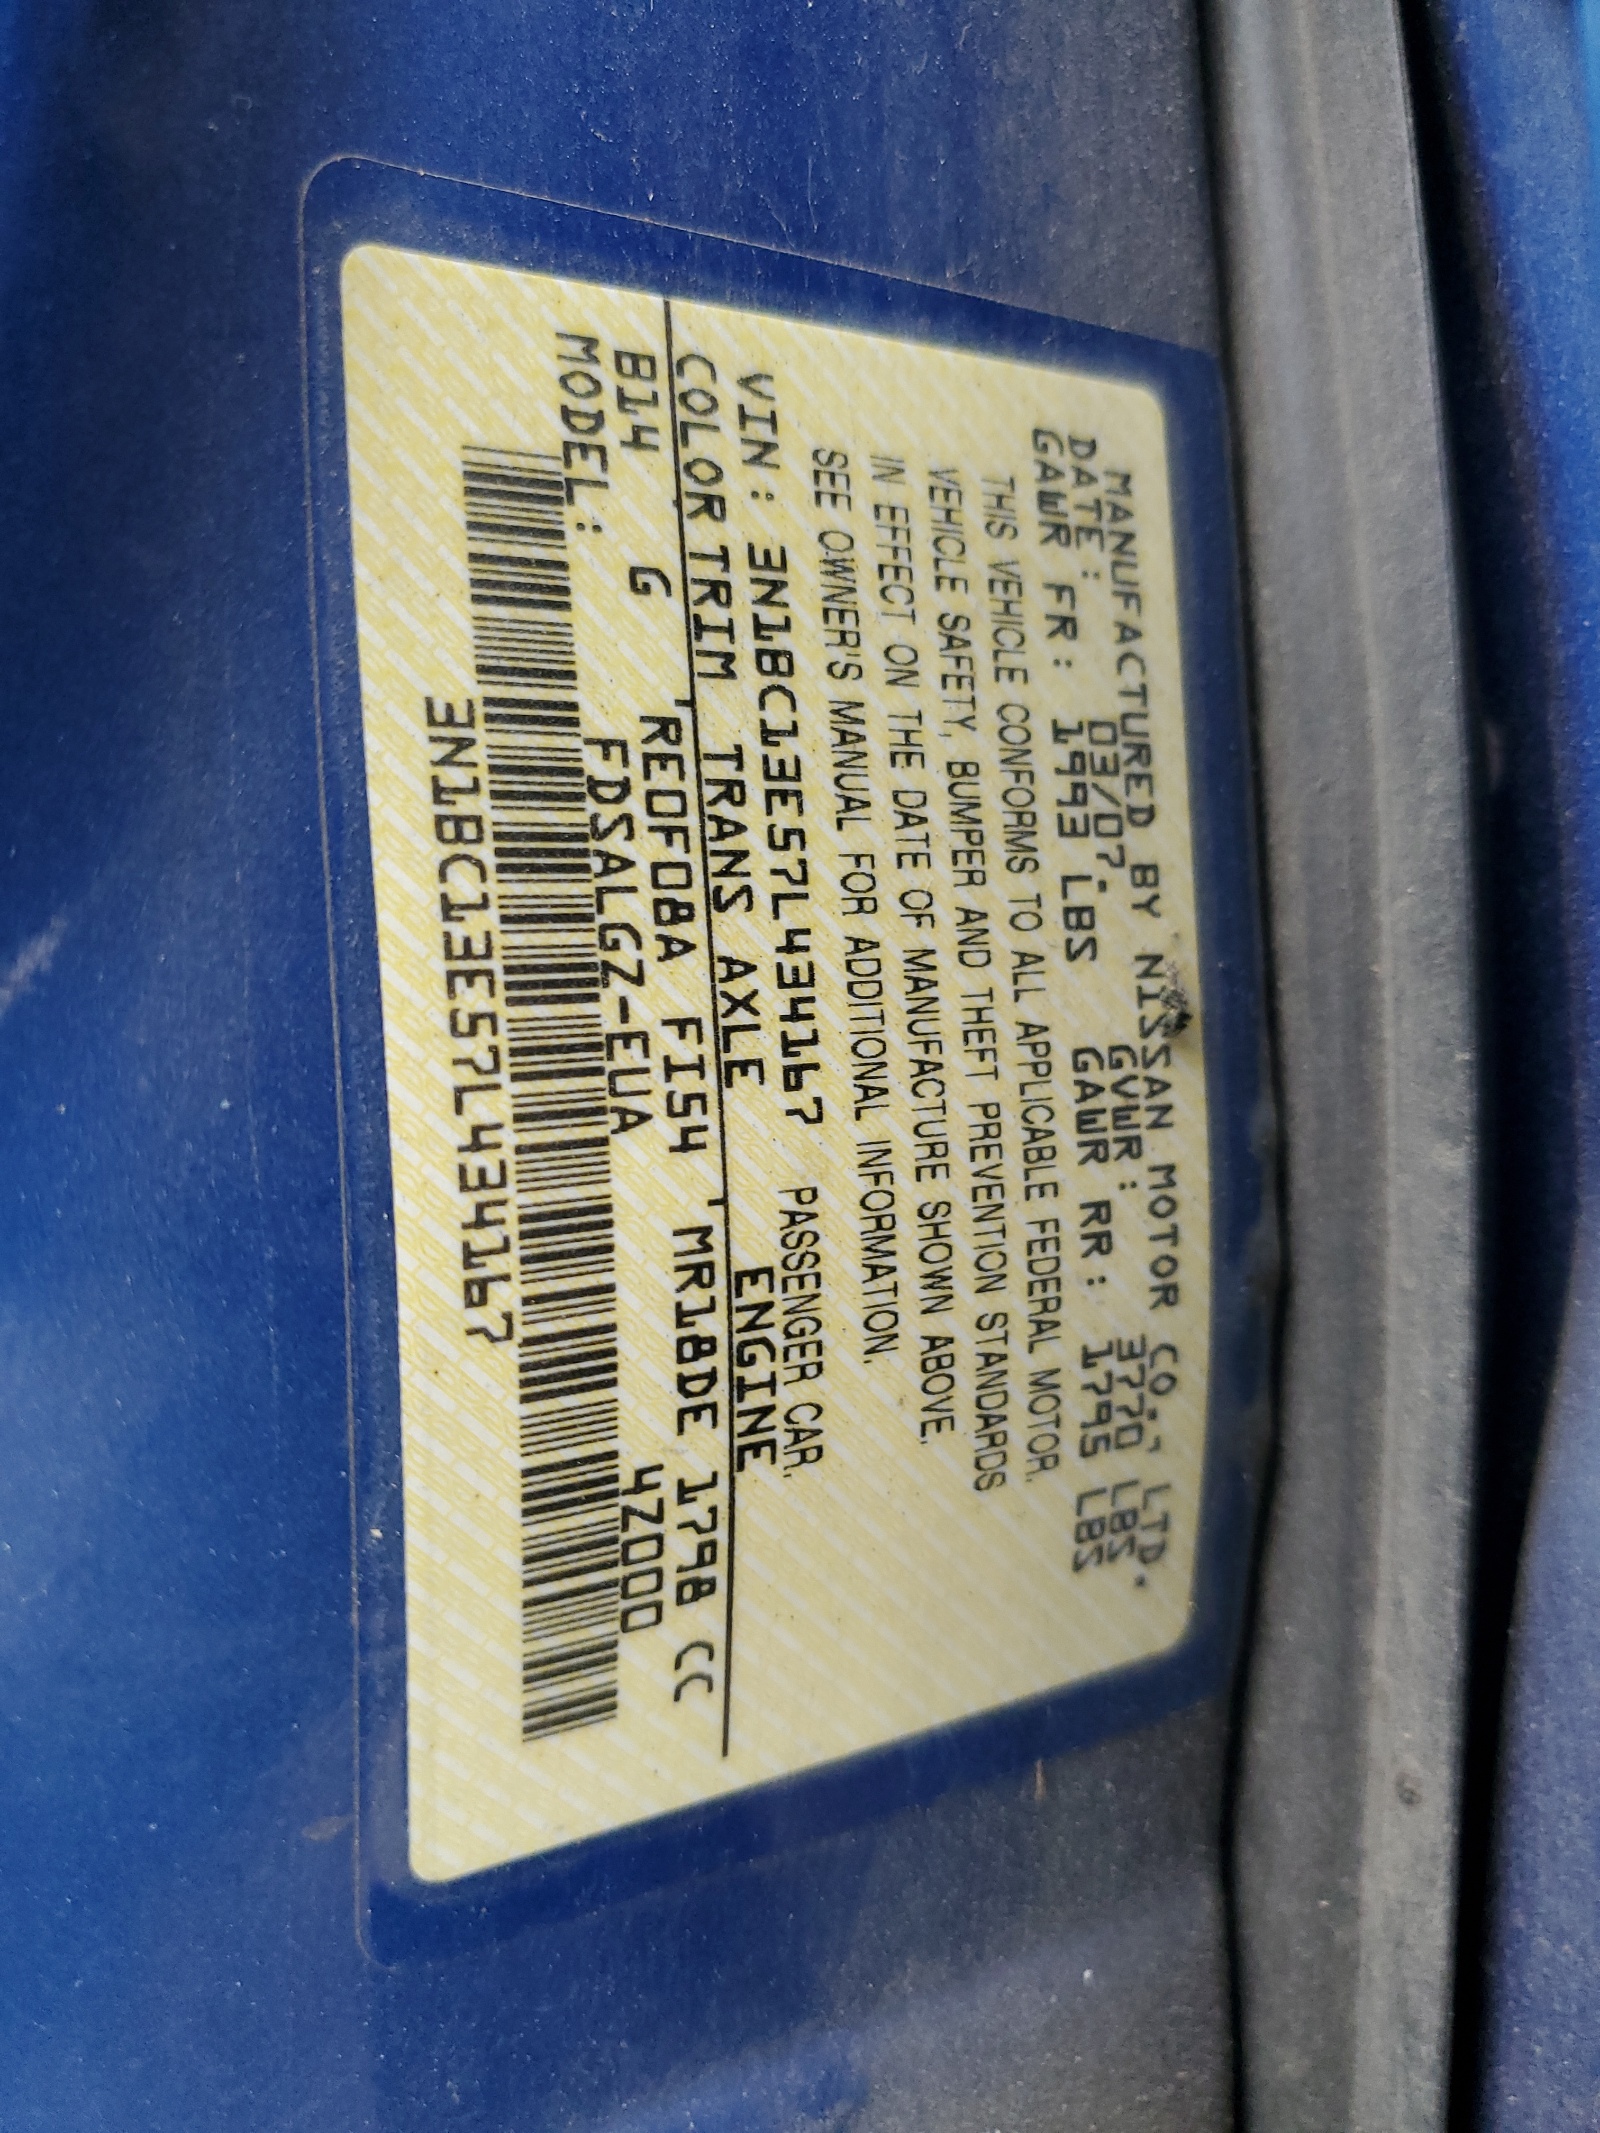 MANUFACTURED BY NISSAN MOTOR CO., LTD.
DATE: 03/07. GVWR: 3770 LBS
GAWR FR: 1993 LBS GAWR RR: 1795 LBS
THIS VEHICLE CONFORMS TO ALL APPLICABLE FEDERAL MOTOR
VEHICLE SAFETY, BUMPER AND THEFT PREVENTION STANDARDS
IN EFFECT ON THE DATE OF MANUFACTURE SHOWN ABOVE.
SEE OWNER'S MANUAL FOR ADDITIONAL INFORMATION.
VIN: 3N1BC13E57L434167 PASSENGER CAR.
COLOR TRIM TRANS AXLE ENGINE
B14 G RE0F08A FI54 MR18DE 1798 CC
MODEL: FDSALGZ-EUA 4Z000
3N1BC13E57L434167